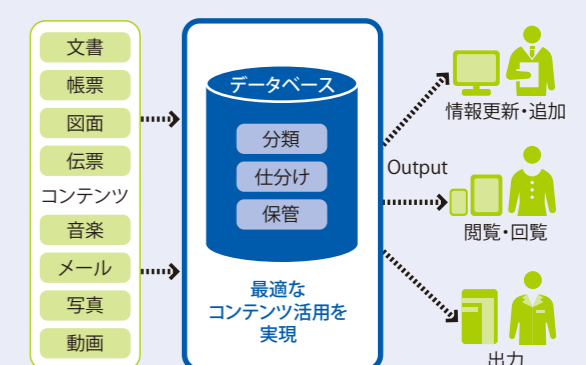 文書
帳票
図面
伝票
コンテンツ
音楽
メール
写真
動画
データベース
分類
仕分け
保管
最適な
コンテンツ活用を
実現
Output
情報更新・追加
閲覧・回覧
出力